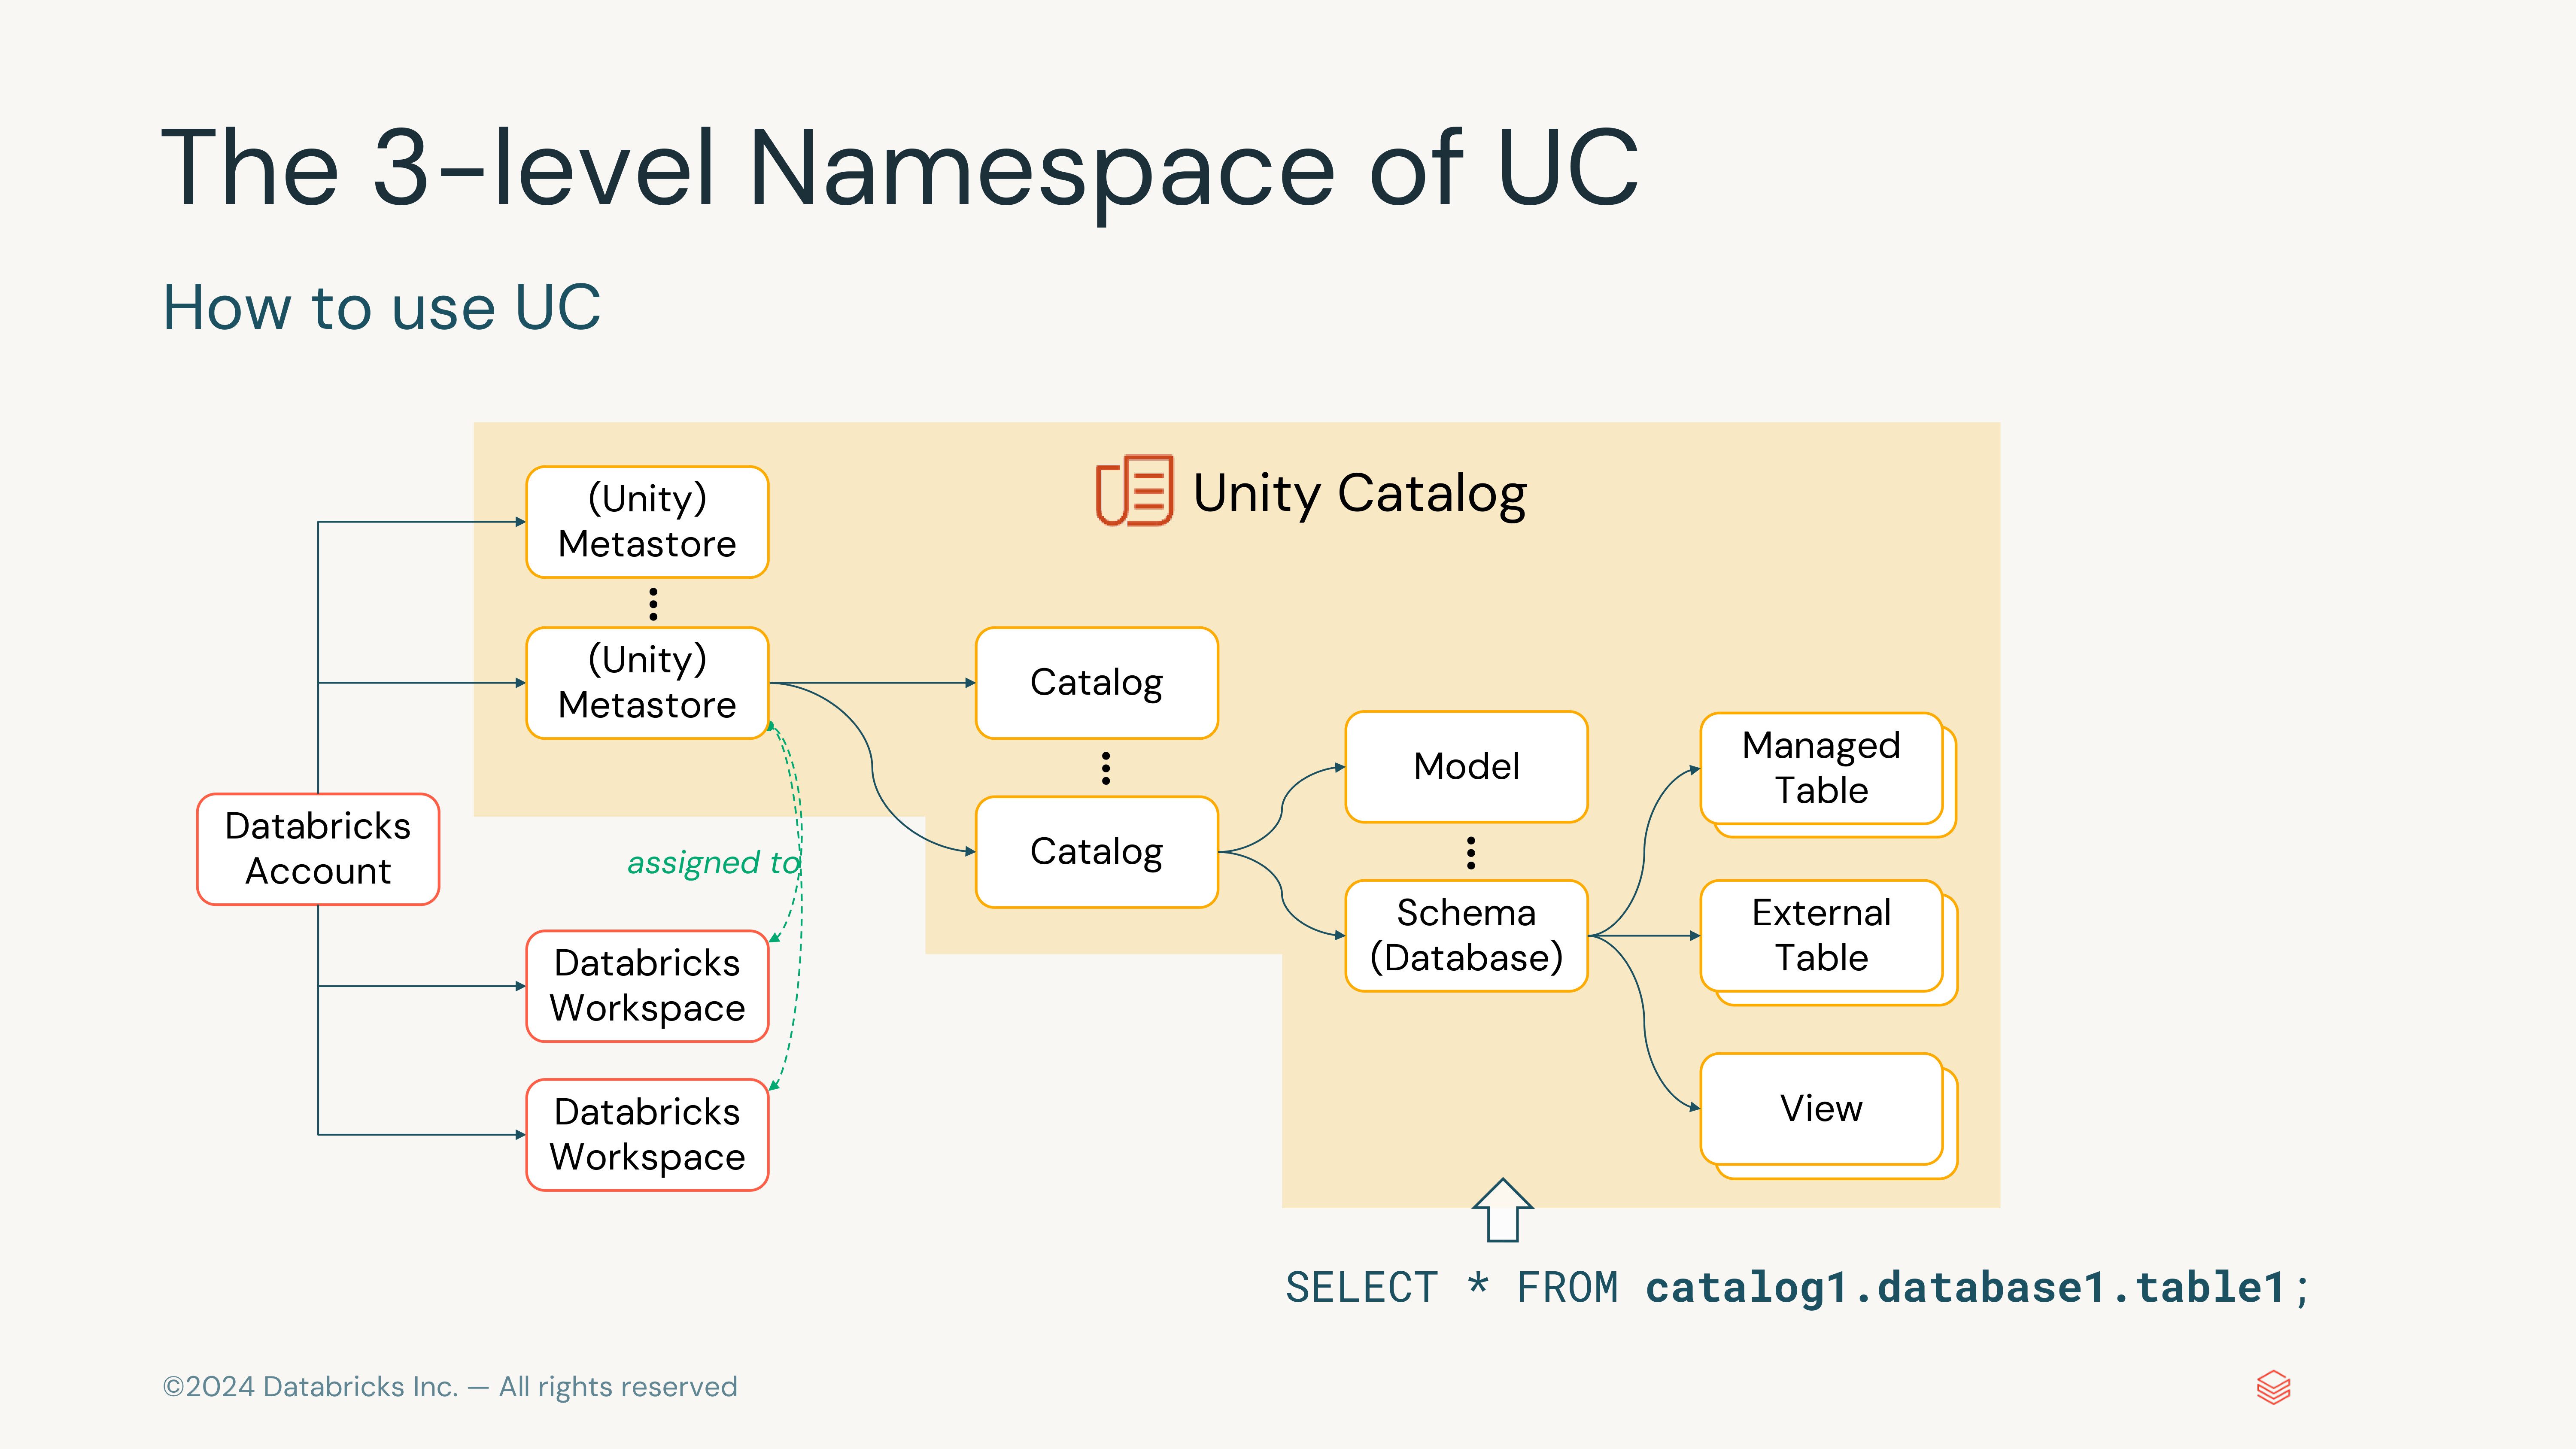 The 3-level Namespace of UC
How to use UC
Unity Catalog
(Unity)
Metastore
(Unity)
Metastore
Catalog
Catalog
Model
Schema
(Database)
Managed
Table
External
Table
View
Databricks
Account
assigned to
Databricks
Workspace
Databricks
Workspace
SELECT * FROM catalog1.database1.table1;
©2024 Databricks Inc. — All rights reserved